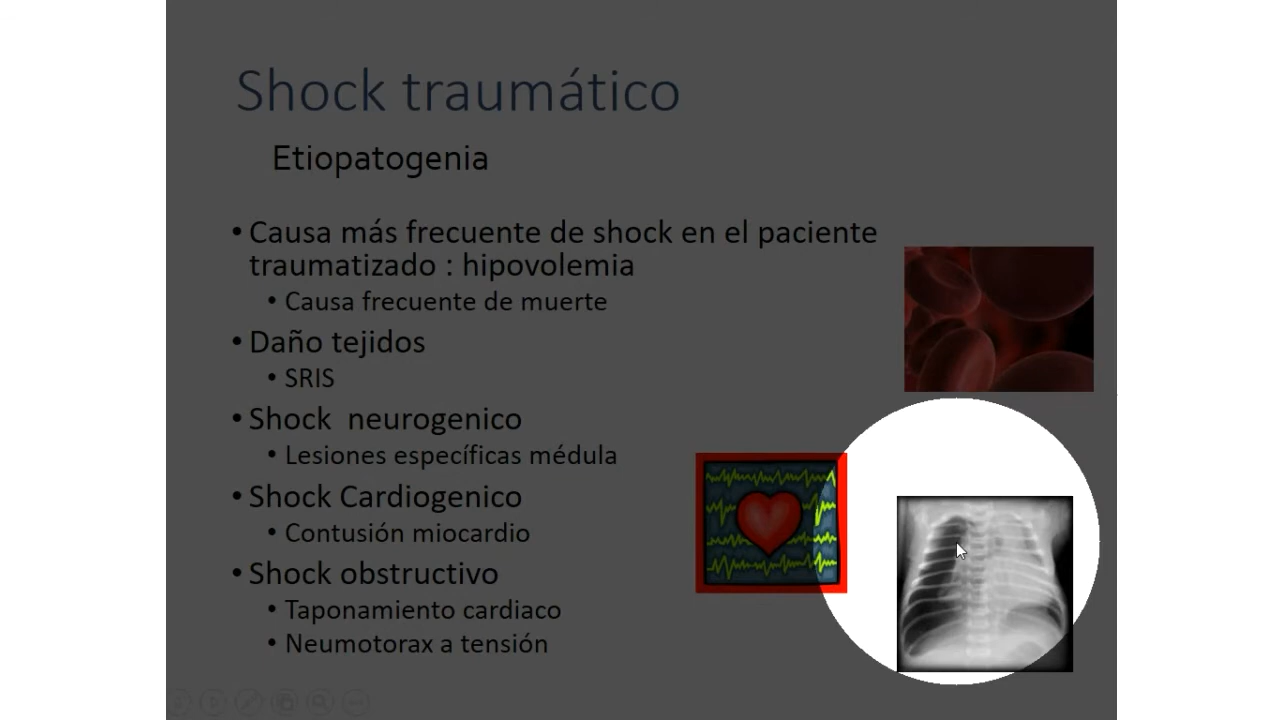 Shock traumático
Etiopatogenia
• Causa más frecuente de shock en el paciente
traumatizado : hipovolemia
• Causa frecuente de muerte
• Daño tejidos
• SRIS
• Shock  neurogenico
• Lesiones específicas médula
• Shock Cardiogenico
• Contusión miocardio
• Shock obstructivo
• Taponamiento cardiaco
• Neumotorax a tensión